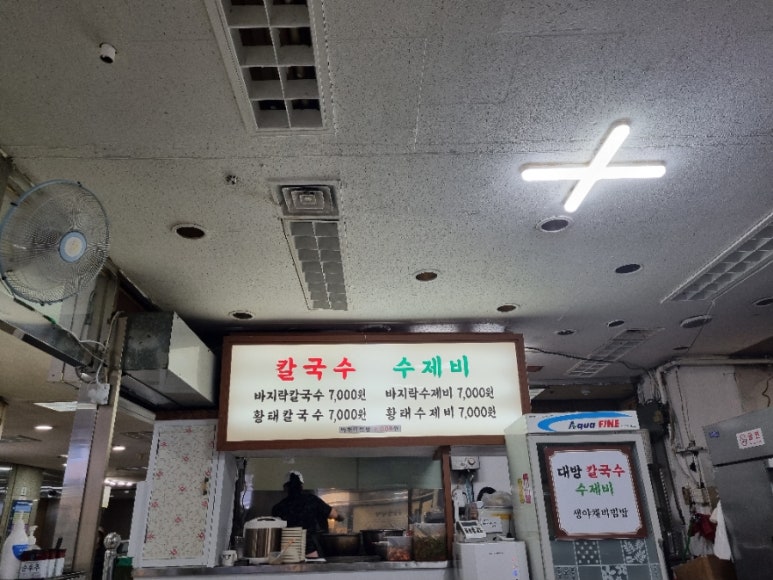 칼국수 수제비
바지락칼국수 7,000원 바지락수제비 7,000원
황태칼국수 7,000원 황태수제비 7,000원
Aqua FINE
대방 칼국수
수제비
생야채비빔밥